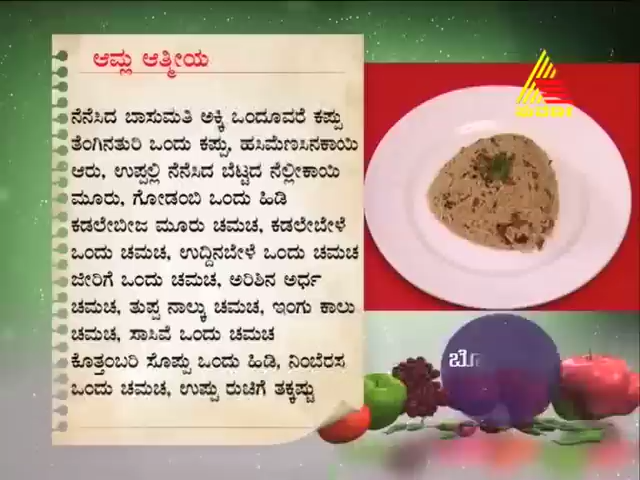 ಆಮ್ಲ ಆತ್ಮೀಯ
ನೆನೆಸಿದ ಬಾಸುಮತಿ ಅಕ್ಕಿ ಒಂದೂವರೆ ಕಪ್ಪು
ತೆಂಗಿನತುರಿ ಒಂದು ಕಪ್ಪು, ಹಸಿಮೆಣಸಿನಕಾಯಿ
ಆರು, ಉಪ್ಪಲ್ಲಿ ನೆನೆಸಿದ ಬೆಟ್ಟದ ನೆಲ್ಲೀಕಾಯಿ
ಮೂರು, ಗೋಡಂಬಿ ಒಂದು ಹಿಡಿ
ಕಡಲೇಬೀಜ ಮೂರು ಚಮಚ, ಕಡಲೇಬೇಳೆ
ಒಂದು ಚಮಚ, ಉದ್ದಿನಬೇಳೆ ಒಂದು ಚಮಚ
ಜೀರಿಗೆ ಒಂದು ಚಮಚ, ಅರಿಶಿನ ಅರ್ಧ
ಚಮಚ, ತುಪ್ಪ ನಾಲ್ಕು ಚಮಚ, ಇಂಗು ಕಾಲು
ಚಮಚ, ಸಾಸಿವೆ ಒಂದು ಚಮಚ
ಕೊತ್ತಂಬರಿ ಸೊಪ್ಪು ಒಂದು ಹಿಡಿ, ನಿಂಬೆರಸ
ಒಂದು ಚಮಚ, ಉಪ್ಪು ರುಚಿಗೆ ತಕ್ಕಷ್ಟು